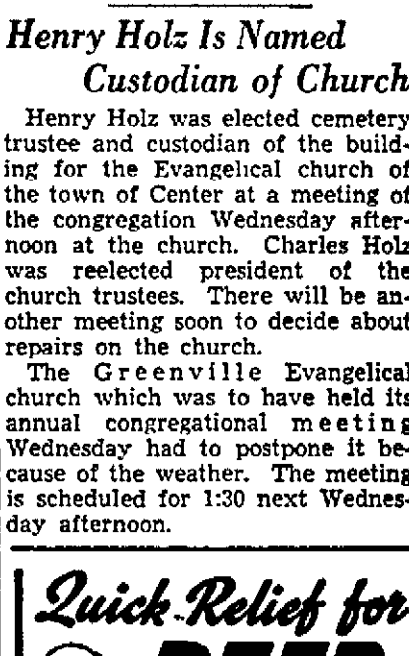 Henry Holz Is Named
Custodian of Church
Henry Holz was elected cemetery
trustee and custodian of the build-
ing for the Evangelical church of
the town of Center at a meeting of
the congregation Wednesday after-
noon at the church. Charles Holz
was reelected president of the
church trustees. There will be an-
other meeting soon to decide about
repairs on the church.
The Greenville Evangelical
church which was to have held its
annual congregational meeting
Wednesday had to postpone it be-
cause of the weather. The meeting
is scheduled for 1:30 next Wednes-
day afternoon.
Quick Relief for